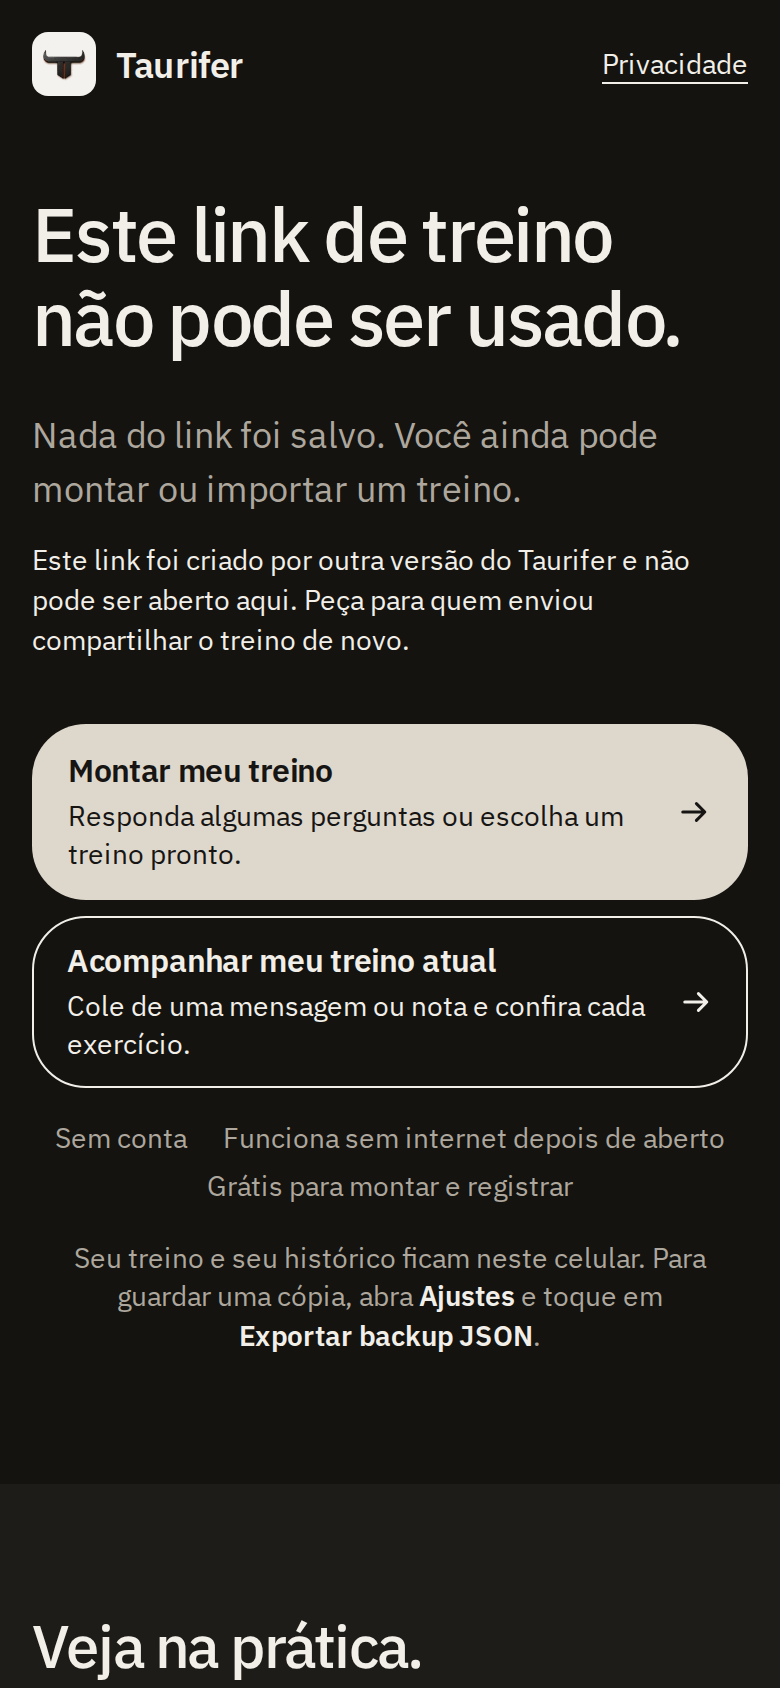 Taurifer
Privacidade
Este link de treino
não pode ser usado.
Nada do link foi salvo. Você ainda pode
montar ou importar um treino.
Este link foi criado por outra versão do Taurifer e não
pode ser aberto aqui. Peça para quem enviou
compartilhar o treino de novo.
Montar meu treino
Responda algumas perguntas ou escolha um
treino pronto.
Acompanhar meu treino atual
Cole de uma mensagem ou nota e confira cada
exercício.
Sem conta Funciona sem internet depois de aberto
Grátis para montar e registrar
Seu treino e seu histórico ficam neste celular. Para
guardar uma cópia, abra Ajustes e toque em
Exportar backup JSON.
Veja na prática.